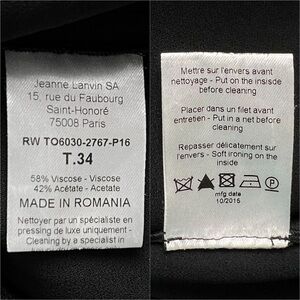 Jeanne Lanvin SA
15, rue du Faubourg
Saint-Honoré
75008 Paris
RW TO6030-2767-P16
T.34
58% Viscose - Viscose
42% Acétate - Acetate
MADE IN ROMANIA
Nettoyer par un spécialiste en
pressing de luxe uniquement -
Cleaning by a specialist in
Mettre sur l'envers avant
nettoyage - Put in inside out
before cleaning
Placer dans un filet avant
entretien - Put in a net before
cleaning
Repasser délicatement sur
l'envers - Soft ironing on the
inside
mfg date
10/2015